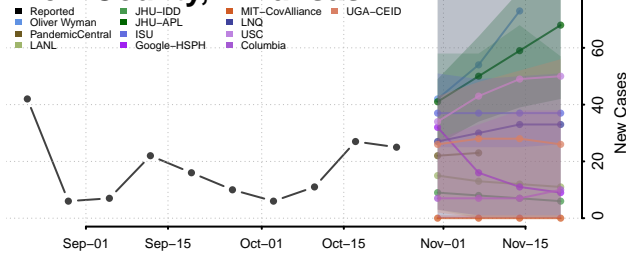 Reported JHU–IDD MIT–CovAlliance UGA–CEID
Oliver Wyman JHU–APL LNQ
PandemicCentral ISU USC
LANL Google–HSPH Columbia
0 20 40 60
New Cases
Sep–01 Sep–15 Oct–01 Oct–15 Nov–01 Nov–15